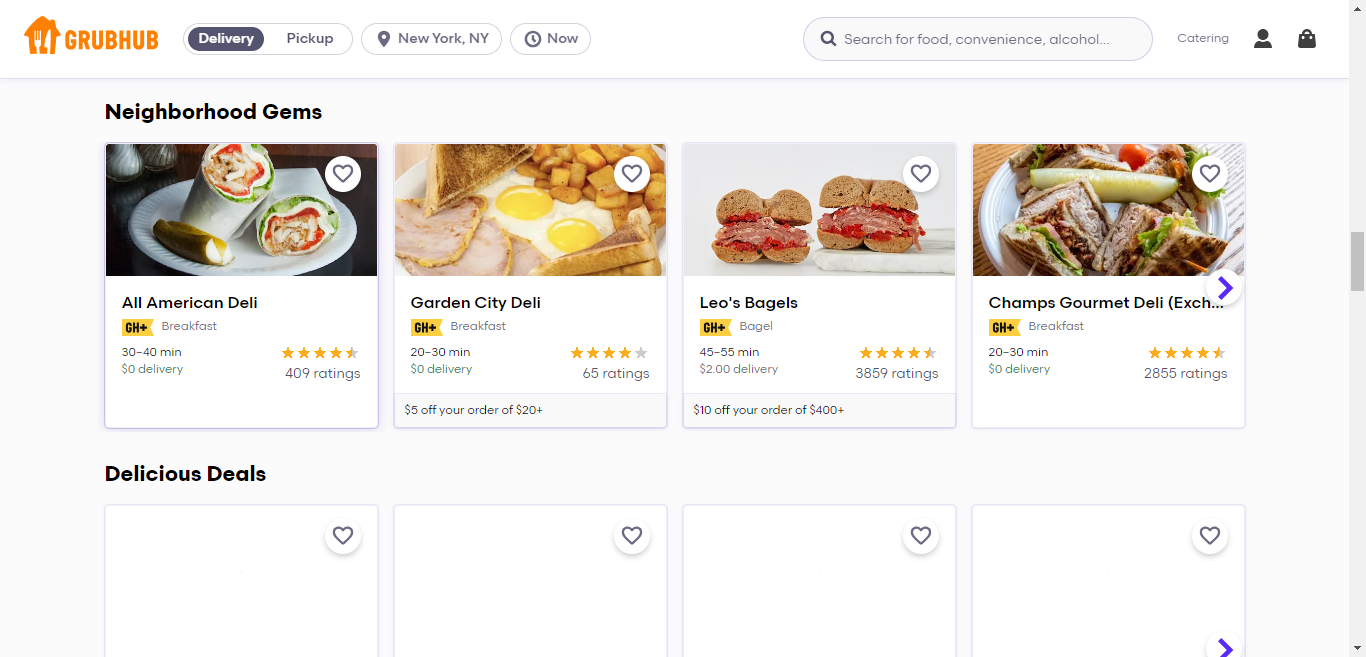 GRUBHUB
Delivery
Pickup
New York, NY
Now
Search for food, convenience, alcohol...
Catering
Neighborhood Gems
All American Deli
GH+ Breakfast
30–40 min
$0 delivery
409 ratings
Garden City Deli
GH+ Breakfast
20–30 min
$0 delivery
65 ratings
$5 off your order of $20+
Leo's Bagels
GH+ Bagel
45–55 min
$2.00 delivery
3859 ratings
$10 off your order of $400+
Champs Gourmet Deli (Exch...
GH+ Breakfast
20–30 min
$0 delivery
2855 ratings
Delicious Deals